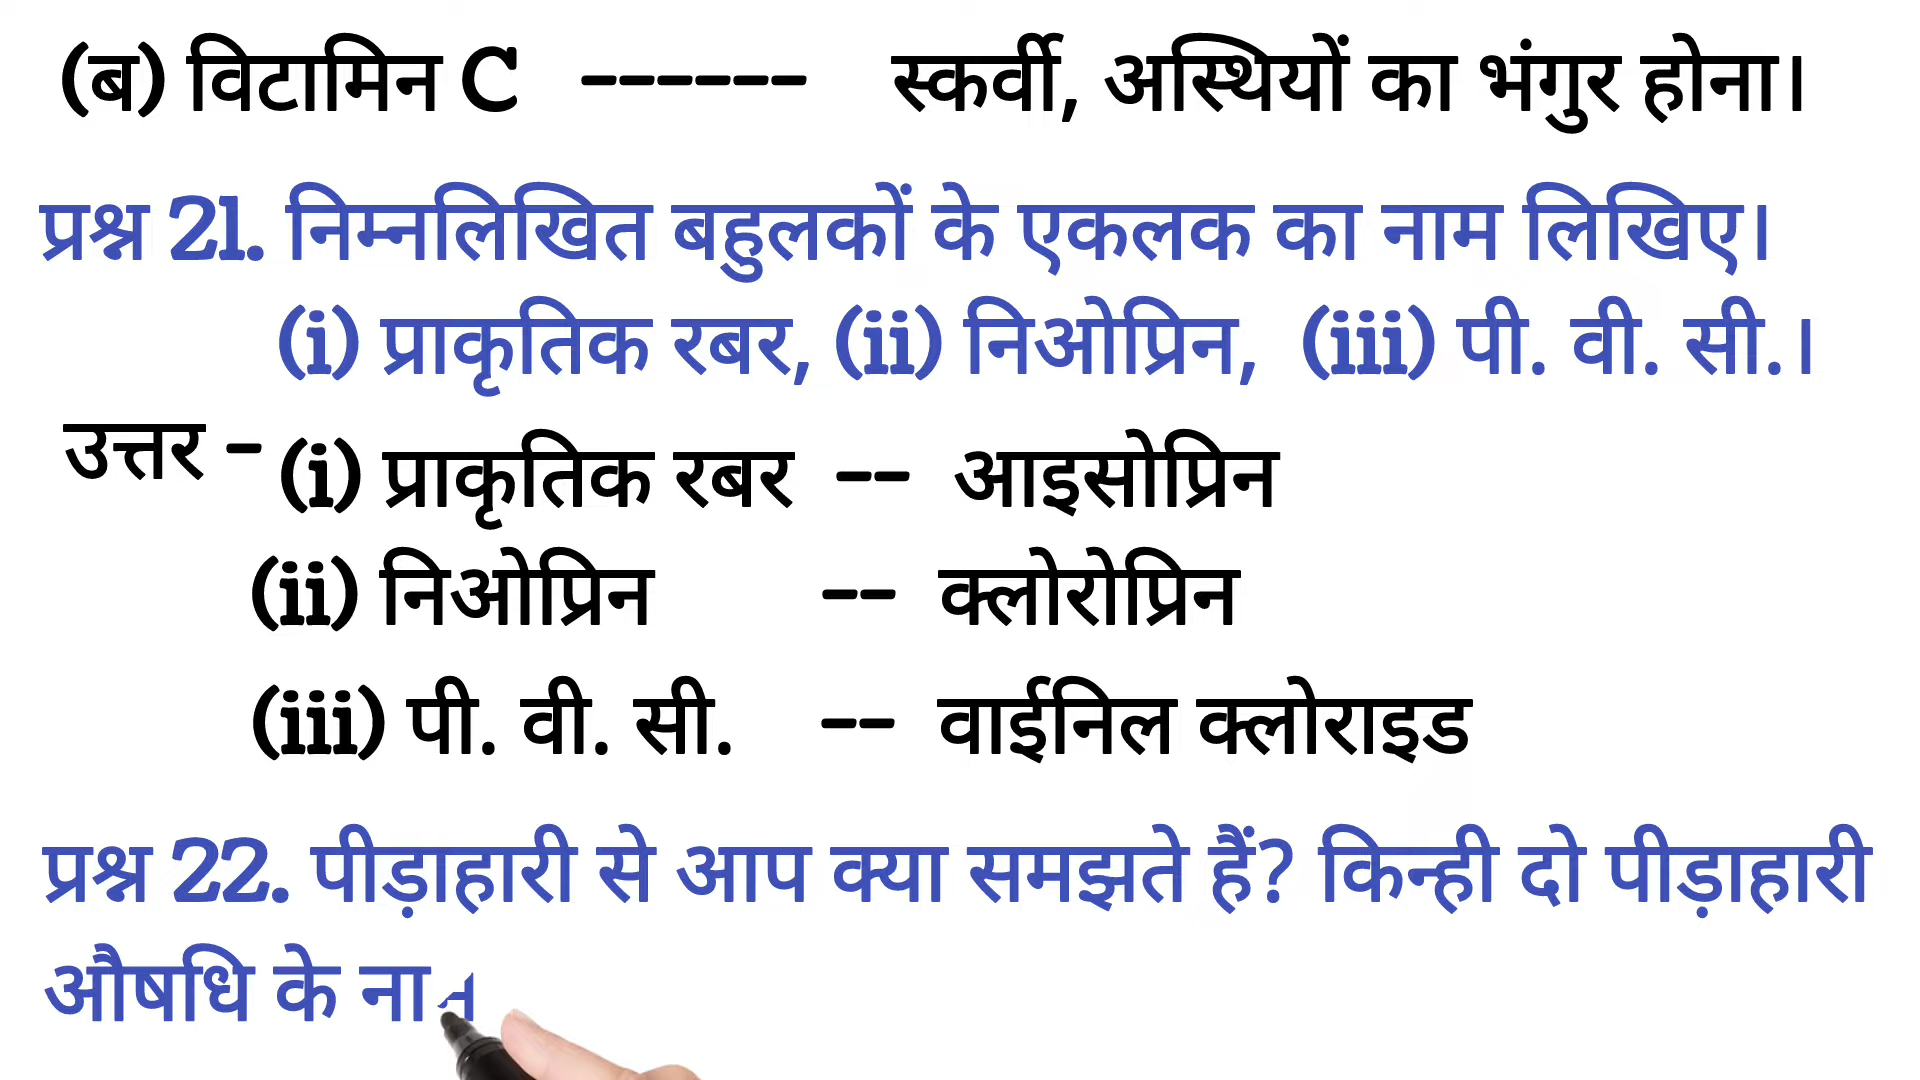 (ब) विटामिन C ------ स्कर्वी, अस्थियों का भंगुर होना।
प्रश्न 21. निम्नलिखित बहुलकों के एकलक का नाम लिखिए।
(i) प्राकृतिक रबर, (ii) निओप्रिन, (iii) पी. वी. सी.।
उत्तर - (i) प्राकृतिक रबर -- आइसोप्रिन
(ii) निओप्रिन -- क्लोरोप्रिन
(iii) पी. वी. सी. -- वाईनिल क्लोराइड
प्रश्न 22. पीड़ाहारी से आप क्या समझते हैं? किन्ही दो पीड़ाहारी
औषधि के